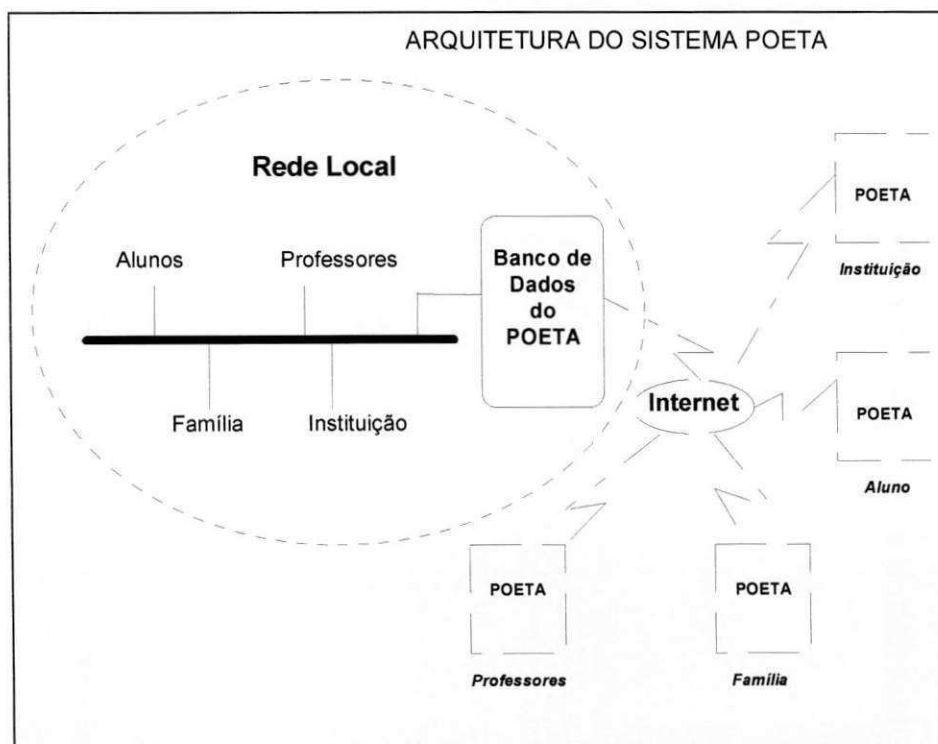 ARQUITETURA DO SISTEMA POETA
Rede Local
Alunos
Professores
Família
Instituição
Banco de
Dados
do
POETA
Internet
POETA
Instituição
POETA
Aluno
POETA
Professores
POETA
Família